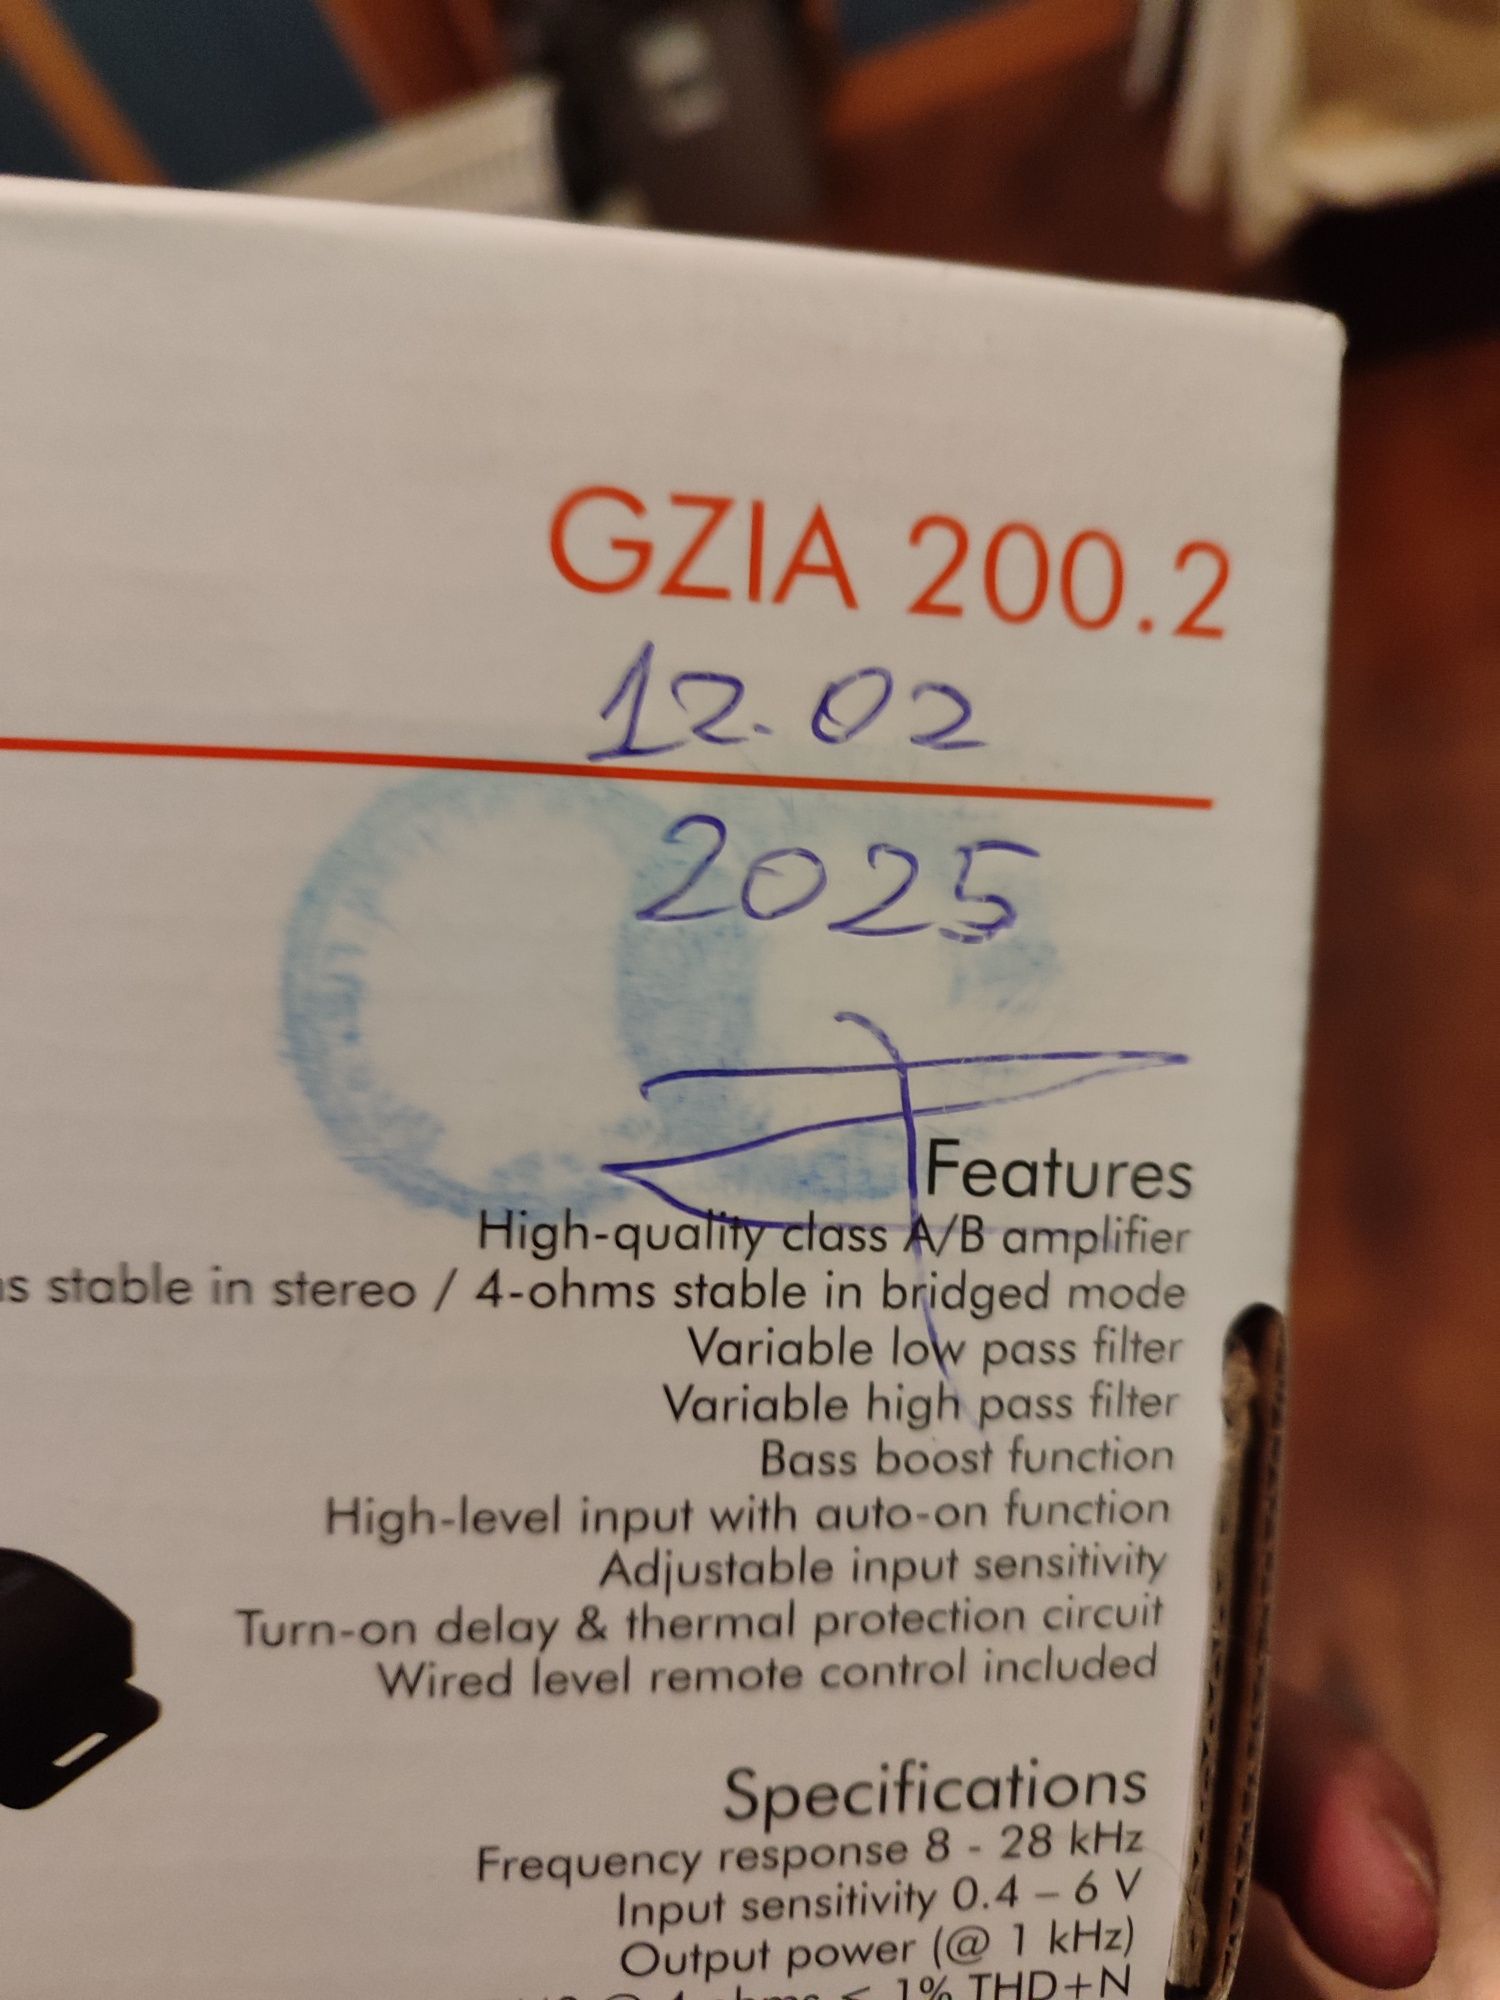 GZIA 200.2
12.02
2025
Features
High-quality class A/B amplifier
stable in stereo / 4-ohms stable in bridged mode
Variable low pass filter
Variable high pass filter
Bass boost function
High-level input with auto-on function
Adjustable input sensitivity
Turn-on delay & thermal protection circuit
Wired level remote control included
Specifications
Frequency response 8 - 28 kHz
Input sensitivity 0.4 – 6 V
Output power (@ 1 kHz)
1% THD+N